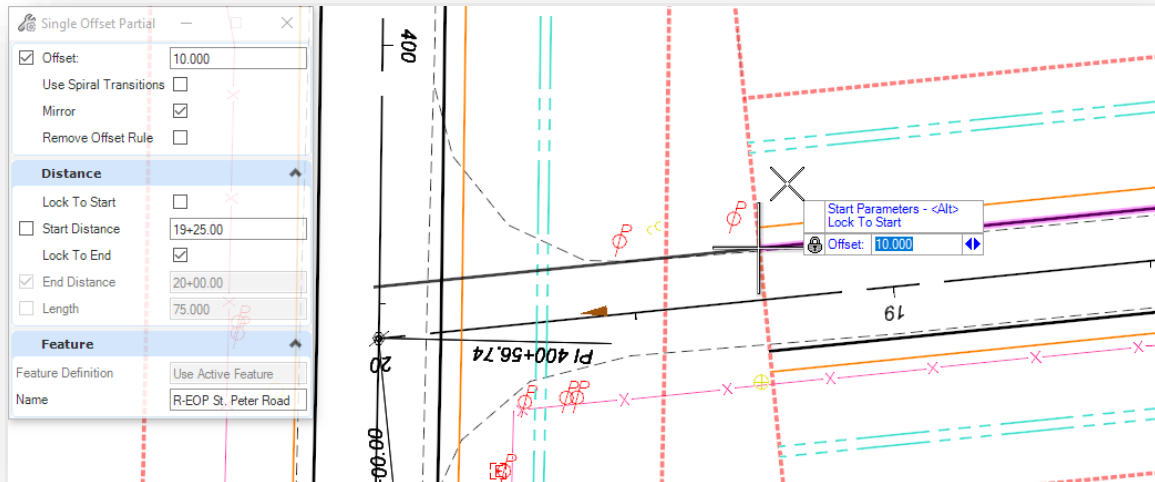 Single Offset Partial
Offset: 10.000
Use Spiral Transitions
Mirror
Remove Offset Rule
Distance
Lock To Start
Start Distance 19+25.00
Lock To End
End Distance 20+00.00
Length 75.000
Feature
Feature Definition Use Active Feature
Name R-EOP St. Peter Road
400
P
P
Start Parameters - <Alt>
Lock To Start
Offset: 10.000
19
PI 400+56.74
20
PP
P
P